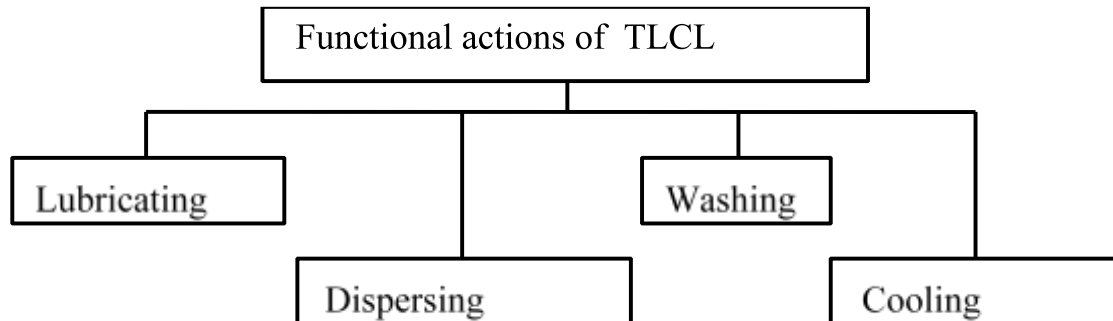 Functional actions of TLCL
Lubricating
Washing
Dispersing
Cooling